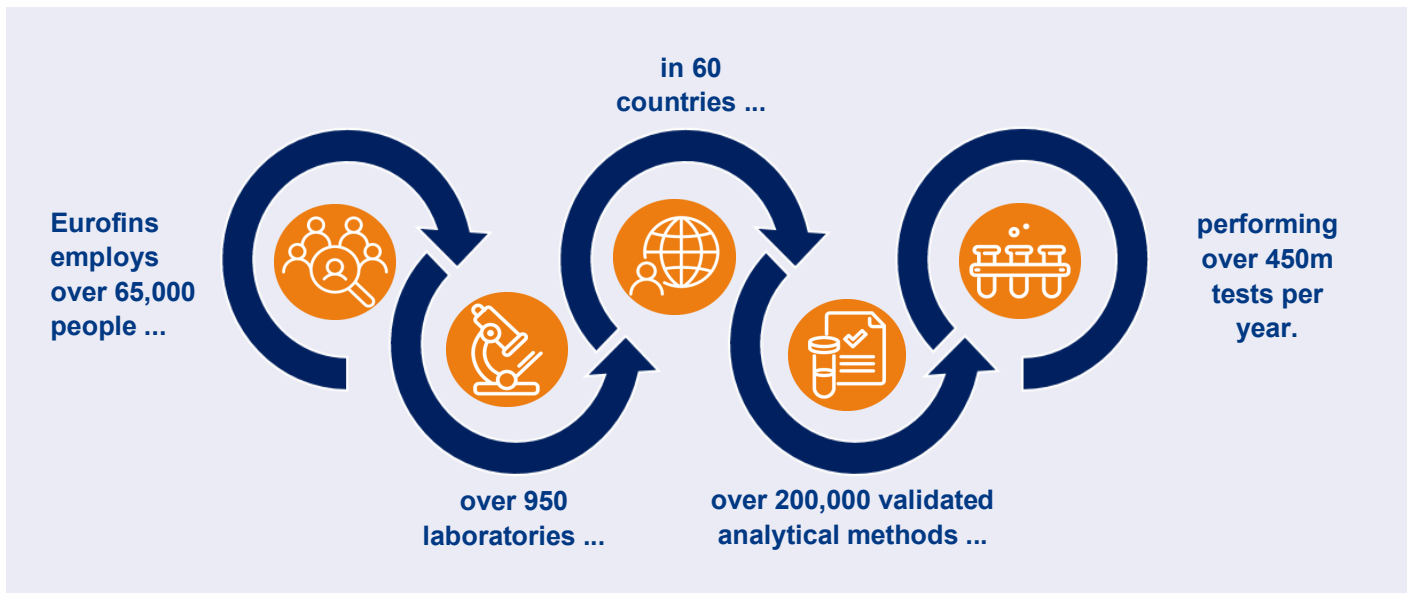 Eurofins
employs
over 65,000
people ...
over 950
laboratories ...
in 60
countries ...
over 200,000 validated
analytical methods ...
performing
over 450m
tests per
year.